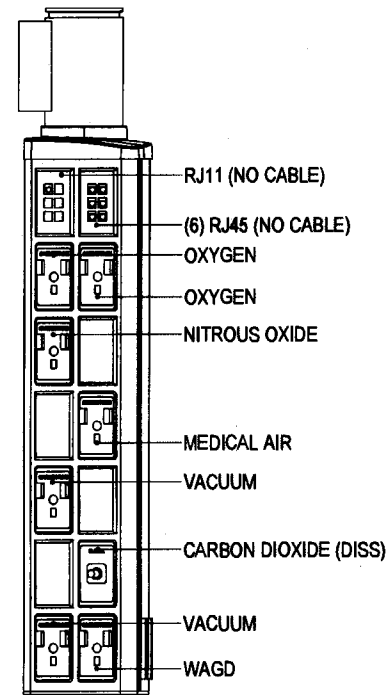 RJ11 (NO CABLE)
(6) RJ45 (NO CABLE)
OXYGEN
OXYGEN
NITROUS OXIDE
MEDICAL AIR
VACUUM
CARBON DIOXIDE (DISS)
VACUUM
WAGD